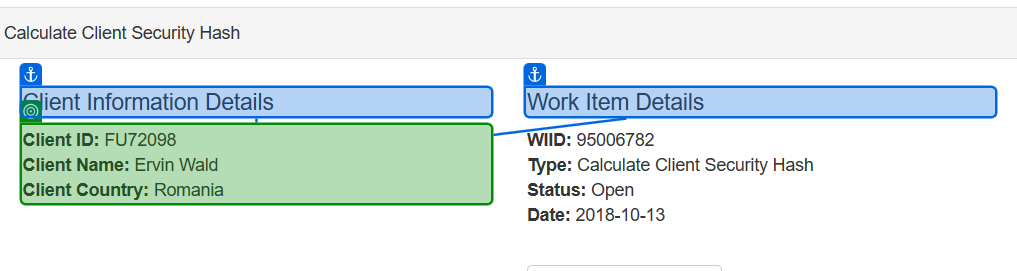 Calculate Client Security Hash
Client Information Details
Client ID: FU72098
Client Name: Ervin Wald
Client Country: Romania
Work Item Details
WIID: 95006782
Type: Calculate Client Security Hash
Status: Open
Date: 2018-10-13